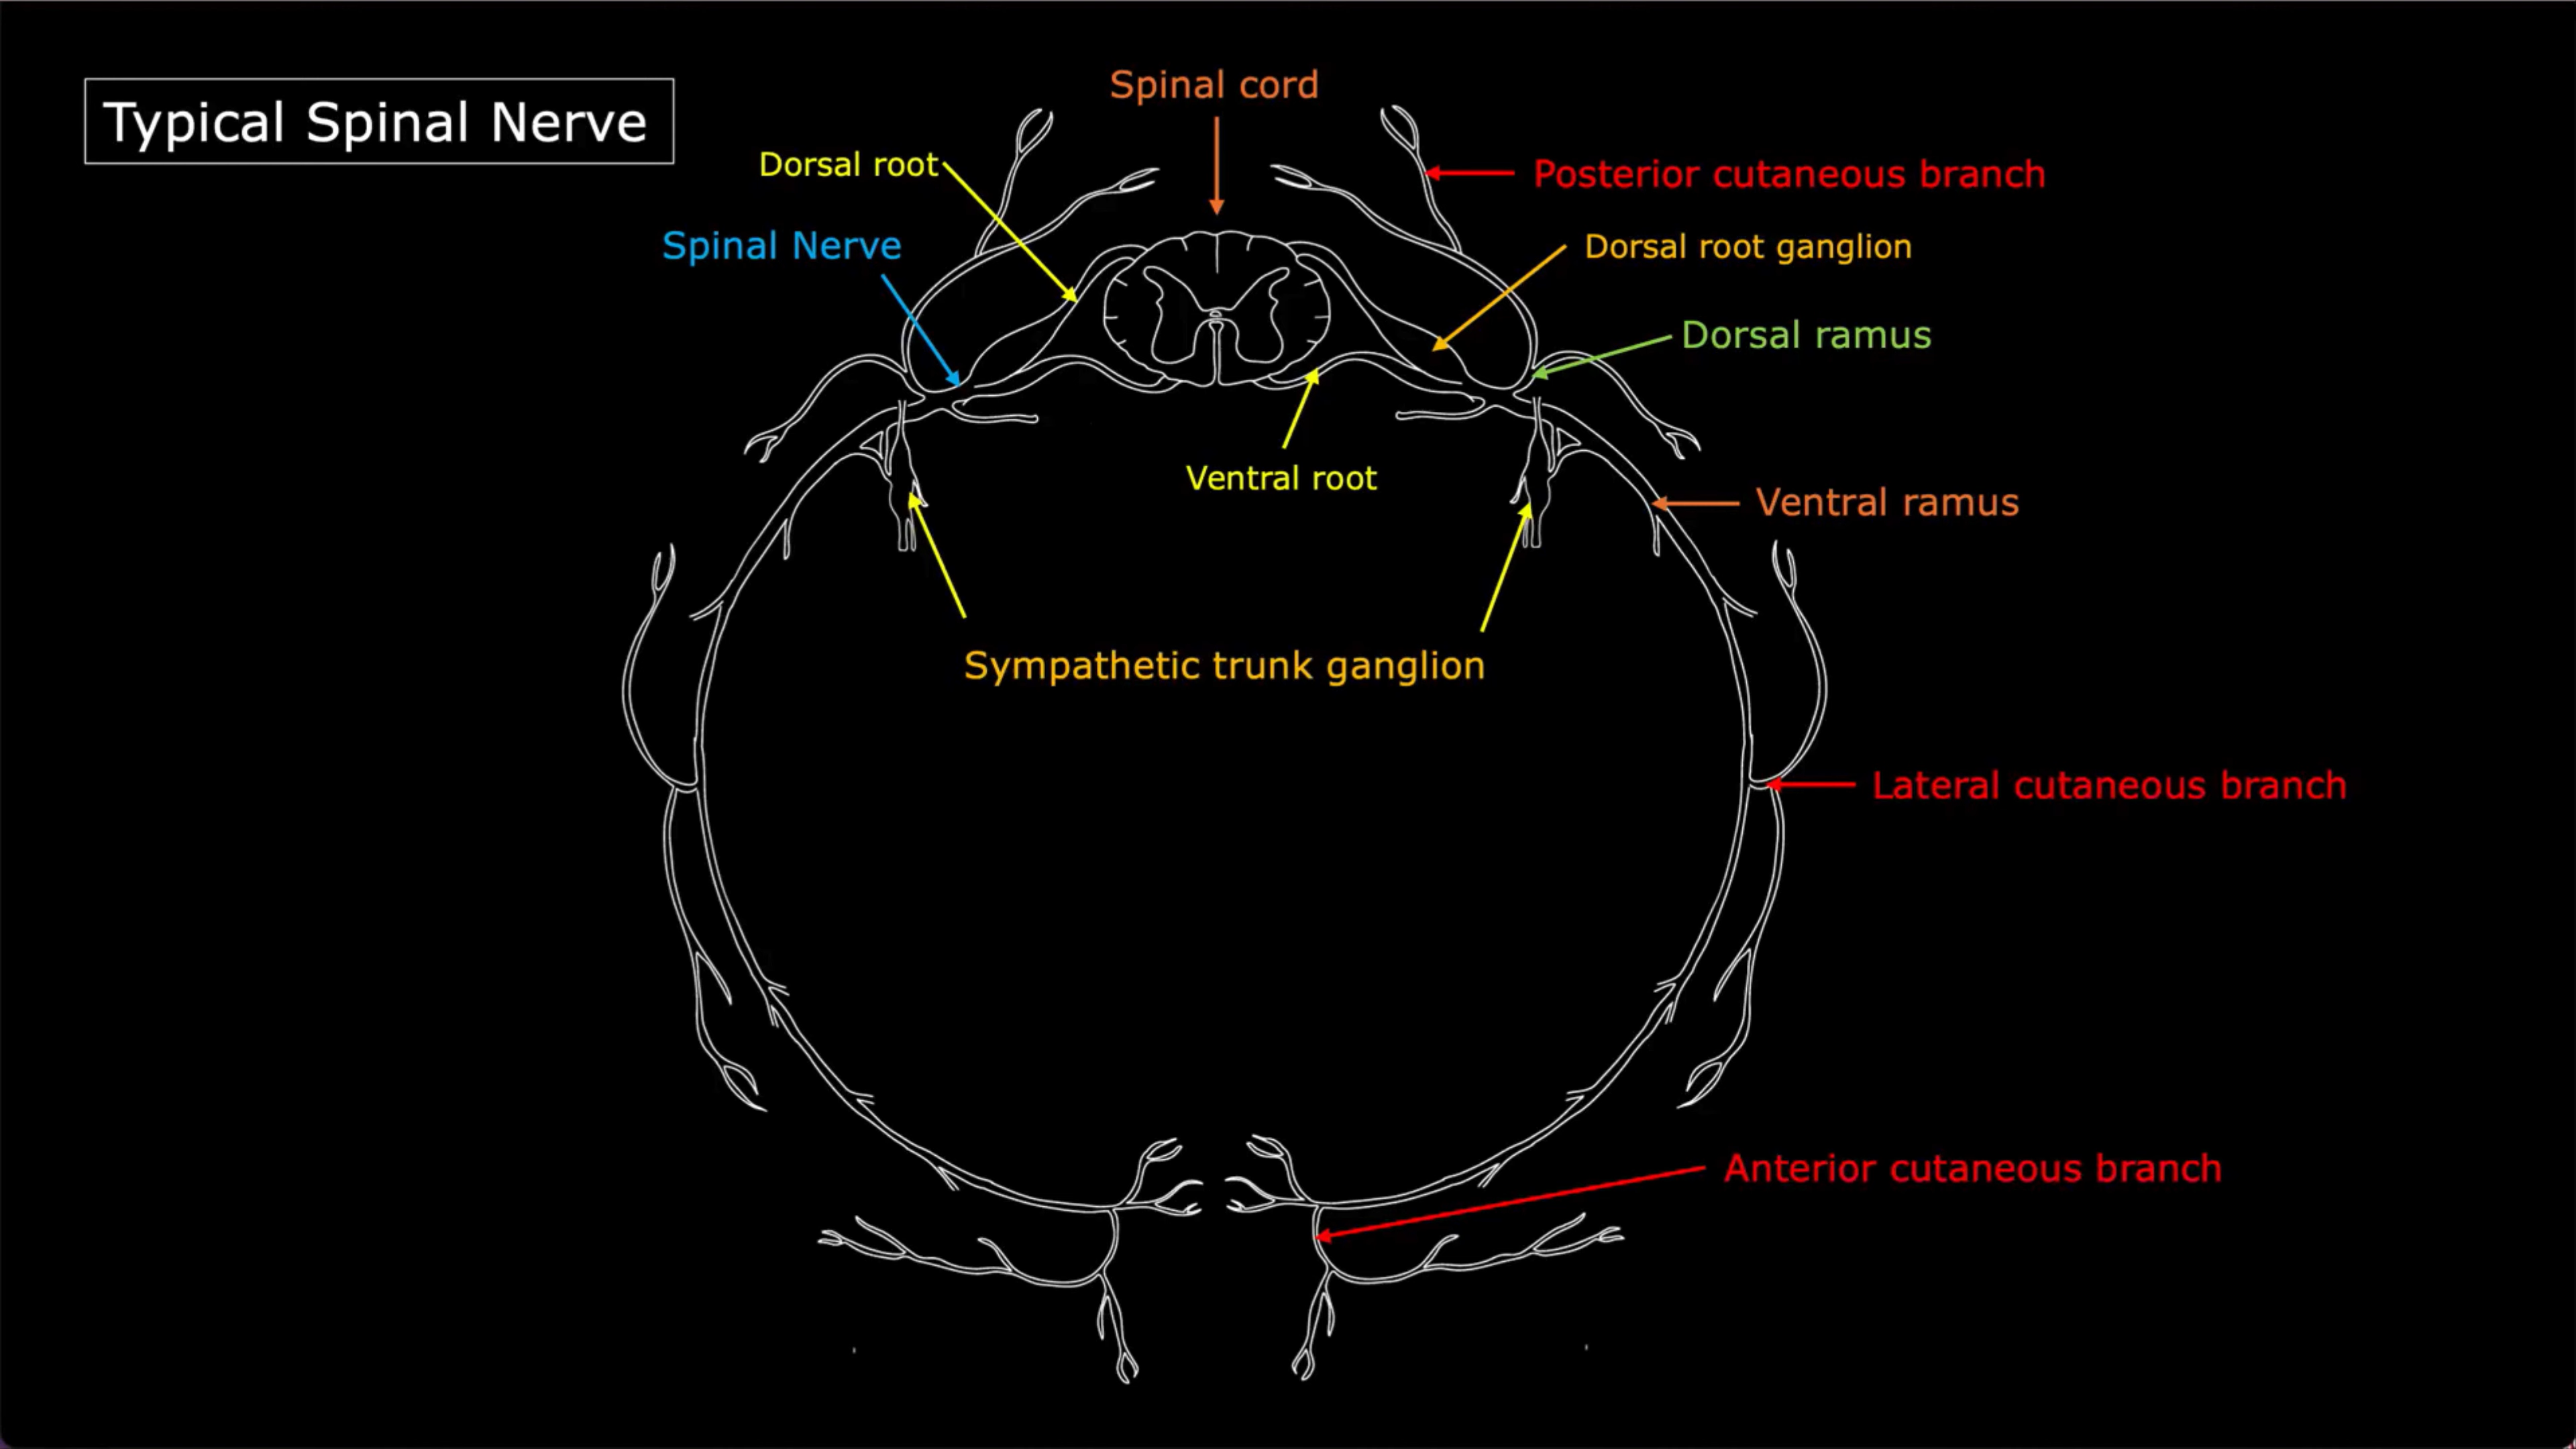 Typical Spinal Nerve
Spinal cord
Dorsal root
Posterior cutaneous branch
Spinal Nerve
Dorsal root ganglion
Dorsal ramus
Ventral root
Ventral ramus
Sympathetic trunk ganglion
Lateral cutaneous branch
Anterior cutaneous branch